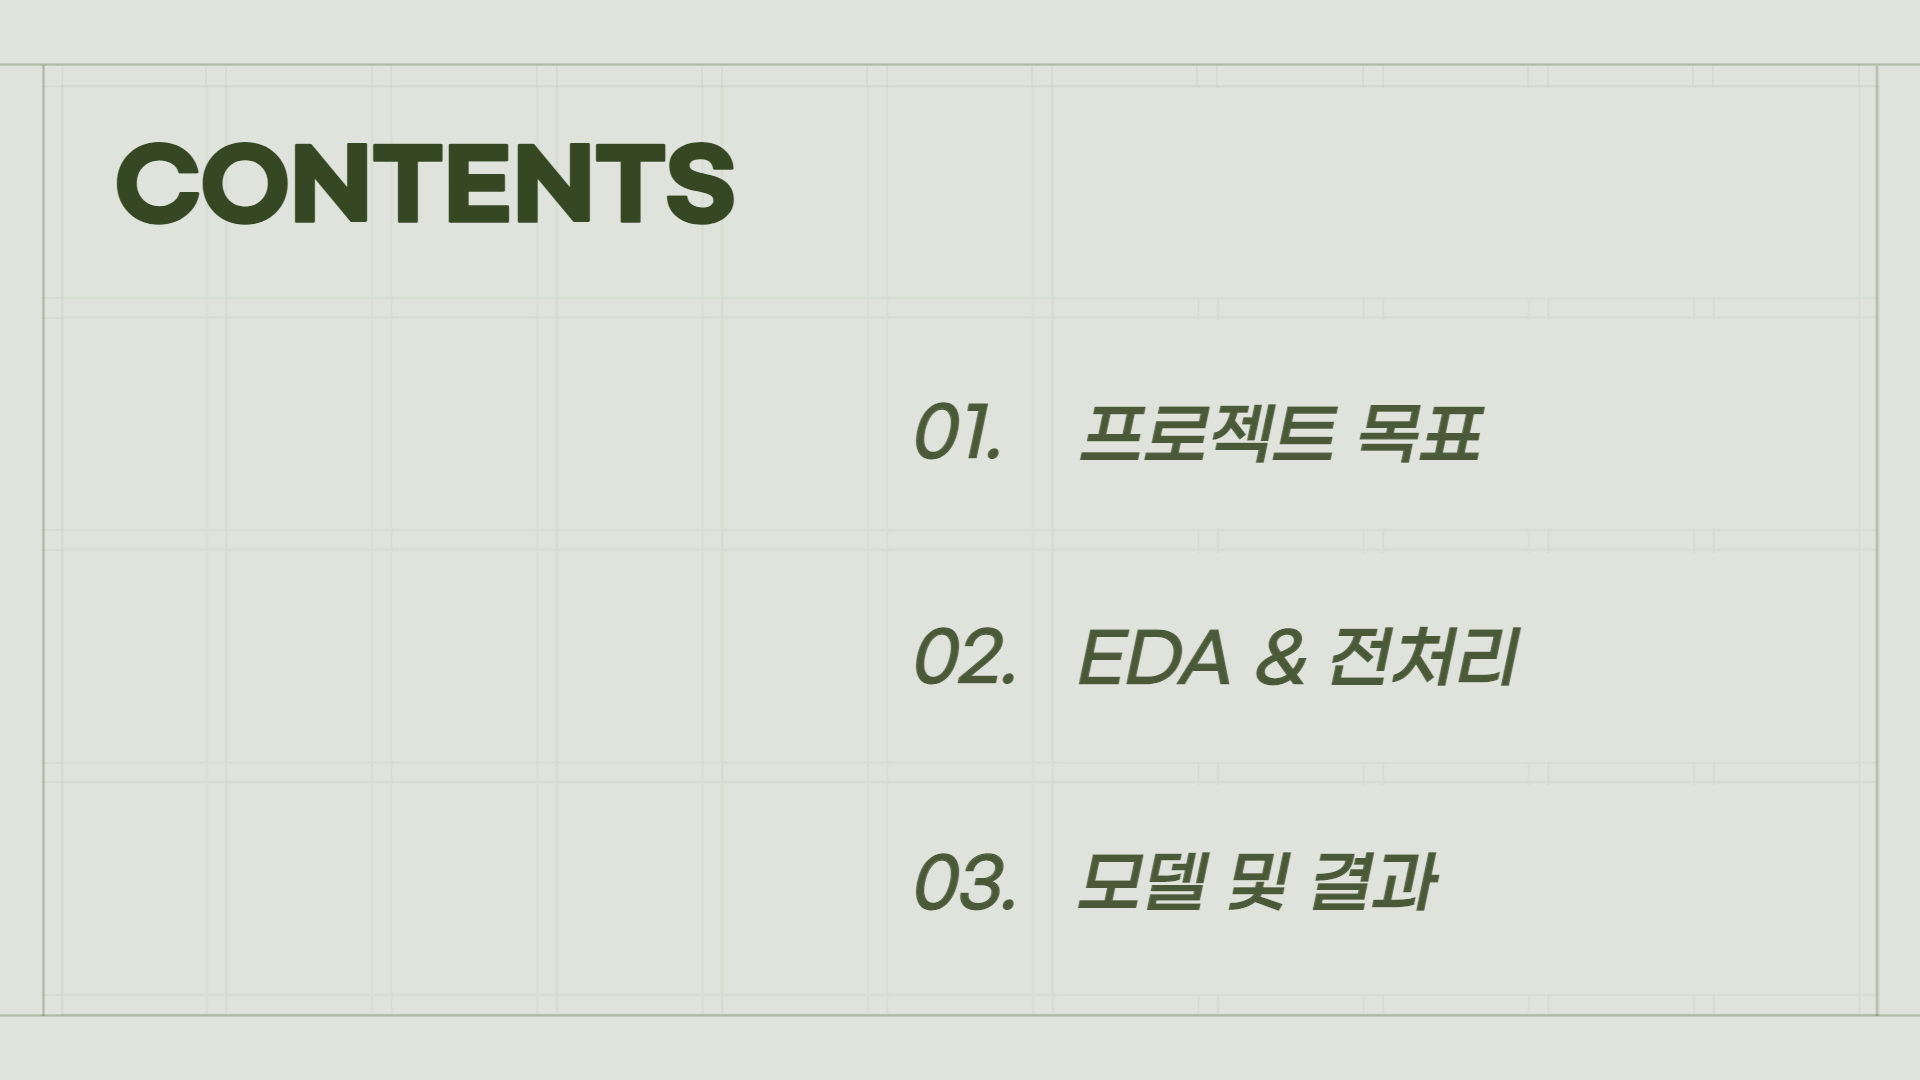 CONTENTS
01. 프로젝트 목표
02. EDA & 전처리
03. 모델 및 결과